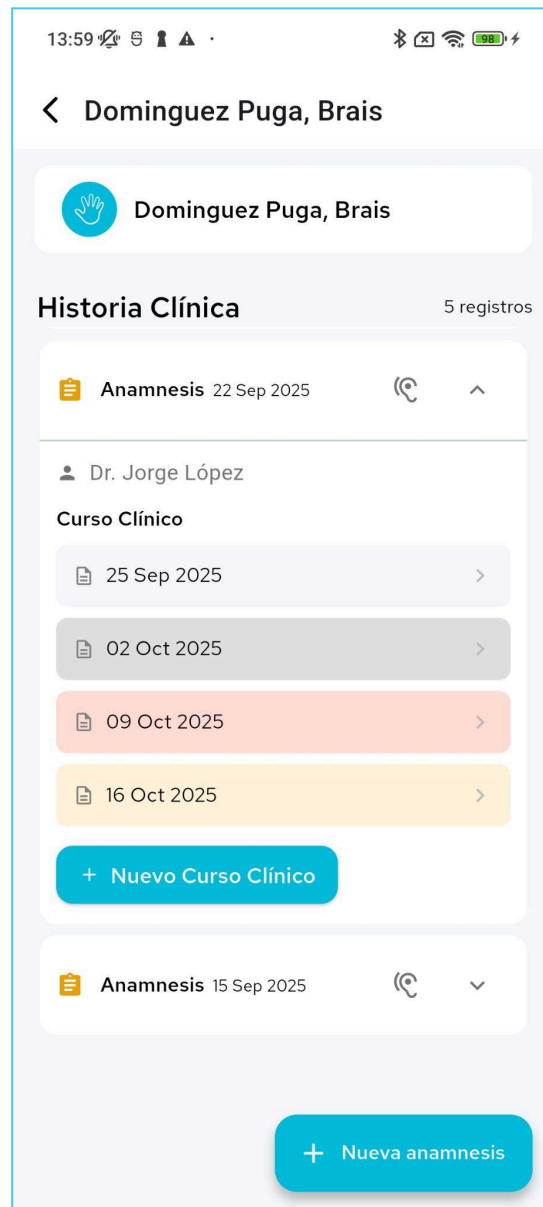 13:59
98
Dominguez Puga, Brais
Dominguez Puga, Brais
Historia Clínica 5 registros
Anamnesis 22 Sep 2025
Dr. Jorge López
Curso Clínico
25 Sep 2025
02 Oct 2025
09 Oct 2025
16 Oct 2025
+ Nuevo Curso Clínico
Anamnesis 15 Sep 2025
+ Nueva anamnesis